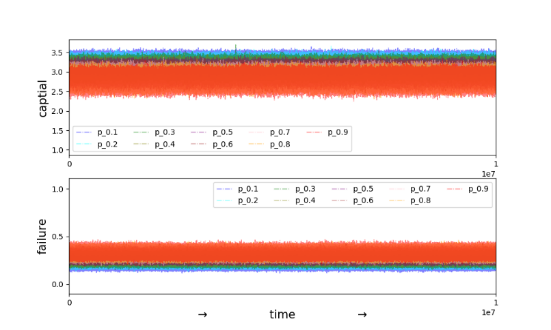 3.5
3.0
2.5
2.0
1.5
1.0
captial
p_0.1 p_0.3 p_0.5 p_0.7 p_0.9
p_0.2 p_0.4 p_0.6 p_0.8
0 1
1e7
1.0
0.5
0.0
failure
p_0.1 p_0.3 p_0.5 p_0.7 p_0.9
p_0.2 p_0.4 p_0.6 p_0.8
0 1
→ time → 1e7